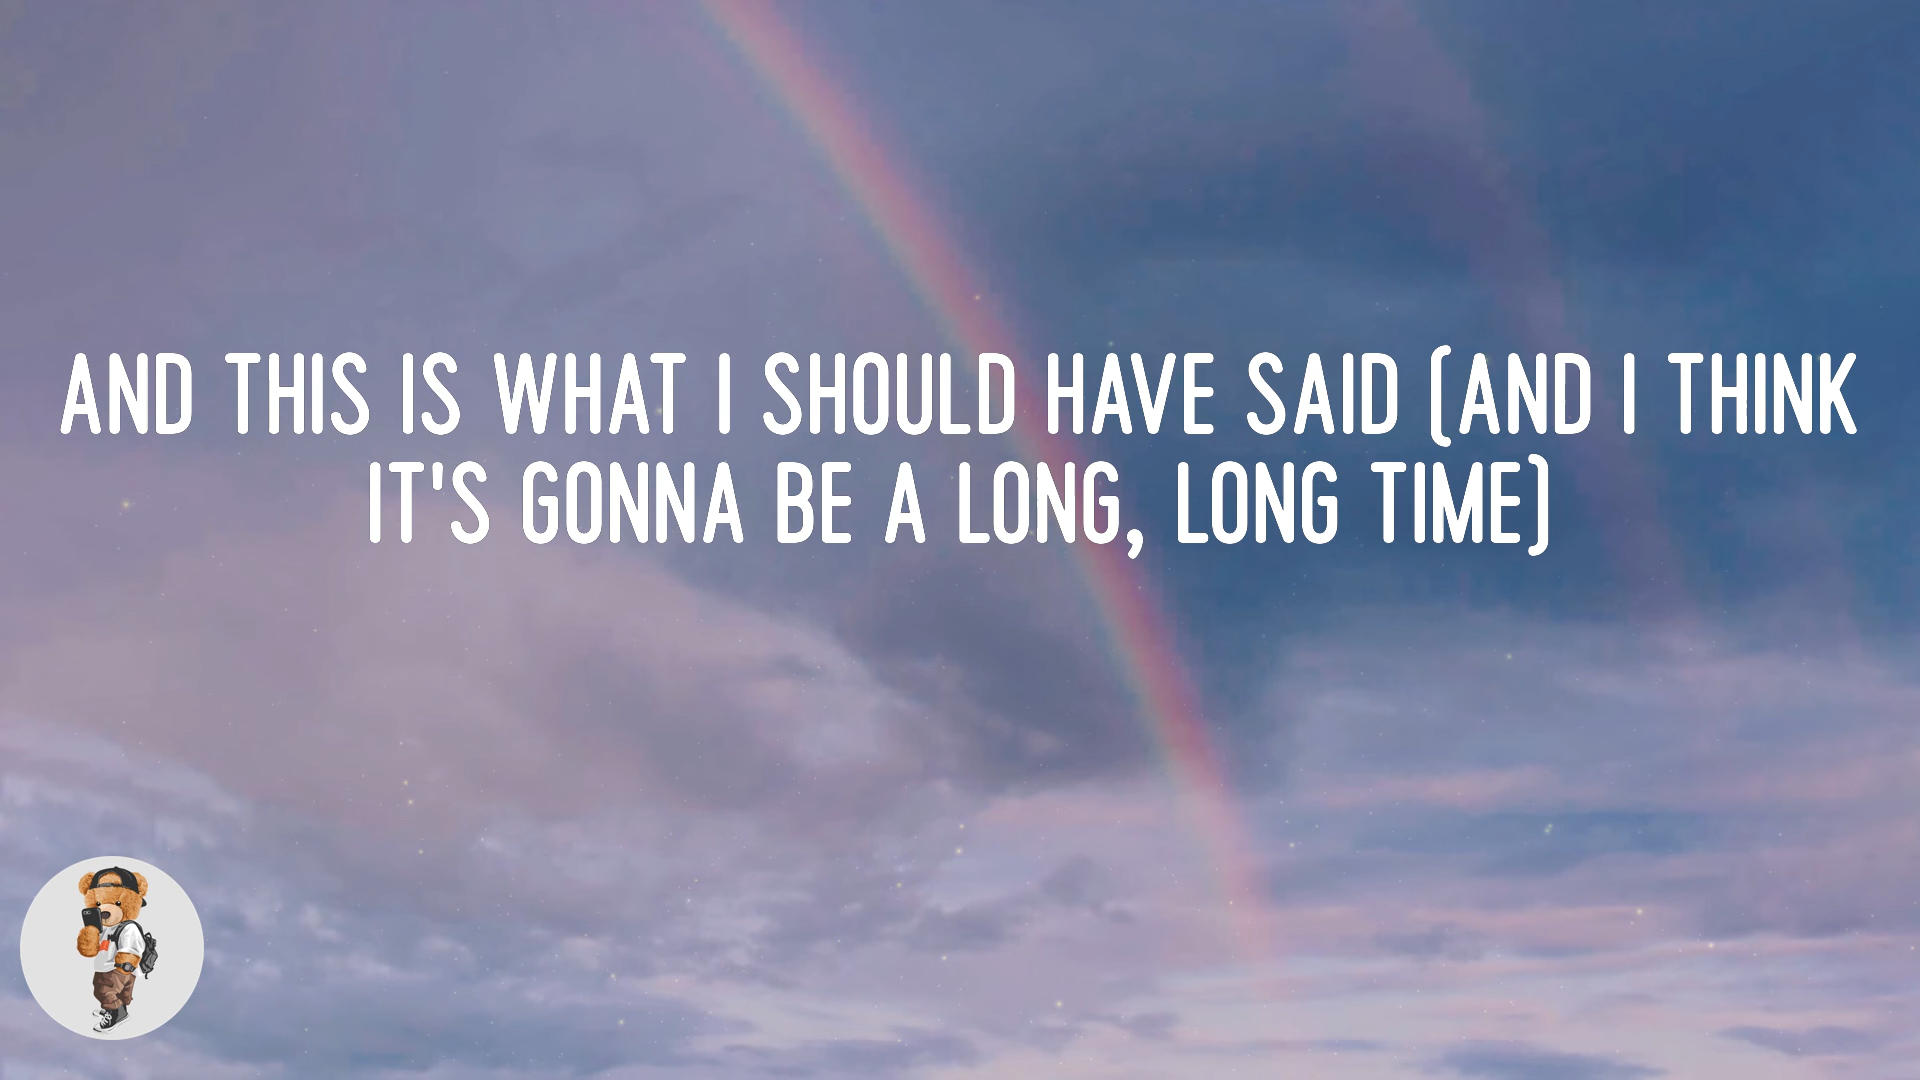 AND THIS IS WHAT I SHOULD HAVE SAID (AND I THINK
IT'S GONNA BE A LONG, LONG TIME)